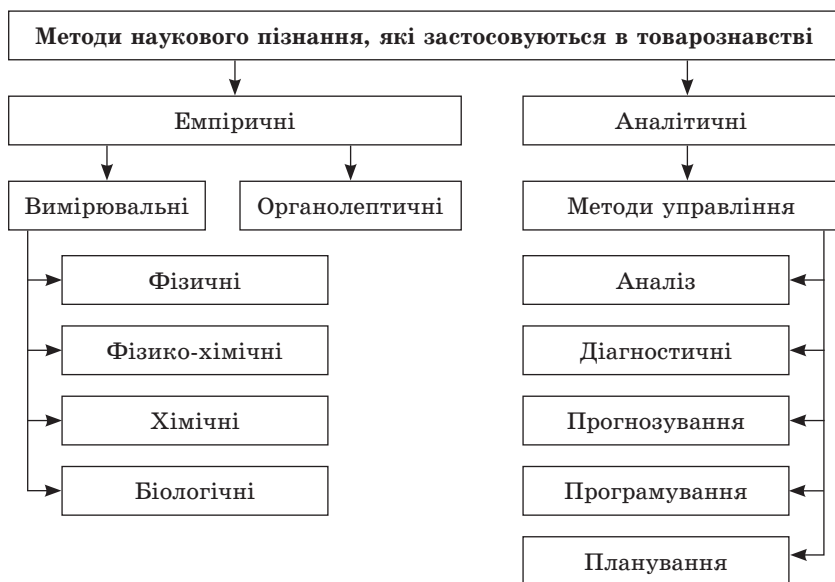 Методи наукового пізнання, які застосовуються в товарознавстві
Емпіричні
Аналітичні
Вимірювальні
Органолептичні
Методи управління
Фізичні
Аналіз
Фізико-хімічні
Діагностичні
Хімічні
Прогнозування
Біологічні
Програмування
Планування